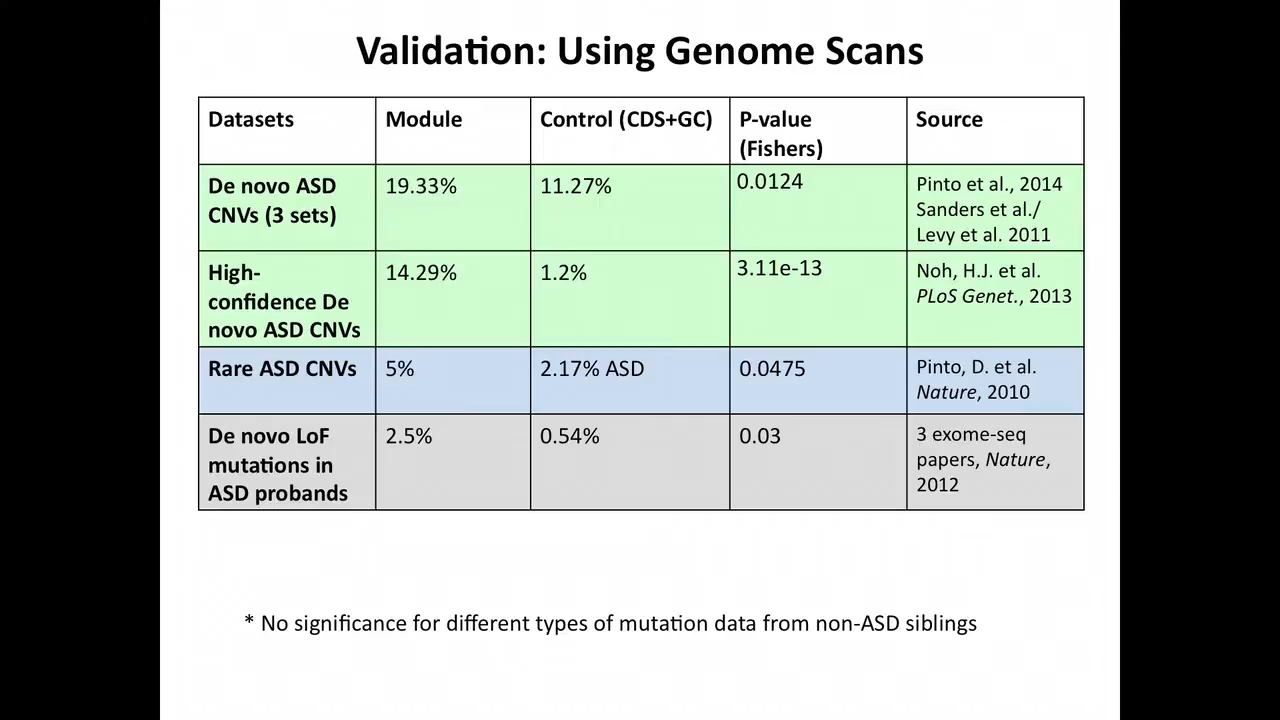 Validation: Using Genome Scans
Datasets
Module
Control (CDS+GC)
P-value
(Fishers)
Source
De novo ASD
CNVs (3 sets)
19.33%
11.27%
0.0124
Pinto et al., 2014
Sanders et al./
Levy et al. 2011
High-
confidence De
novo ASD CNVs
14.29%
1.2%
3.11e-13
Noh, H.J. et al.
PLoS Genet., 2013
Rare ASD CNVs
5%
2.17% ASD
0.0475
Pinto, D. et al.
Nature, 2010
De novo LoF
mutations in
ASD probands
2.5%
0.54%
0.03
3 exome-seq
papers, Nature,
2012
* No significance for different types of mutation data from non-ASD siblings